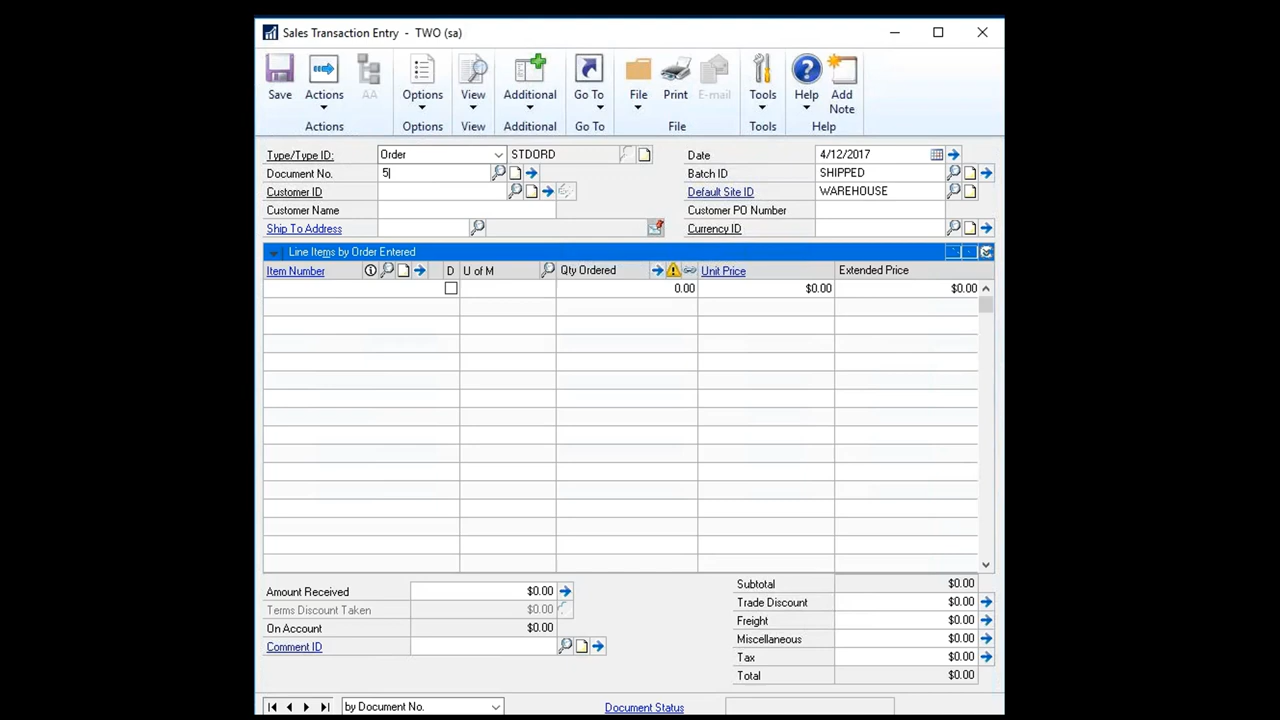 Sales Transaction Entry - TWO (sa)
Save Actions AA Options View Additional Go To File Print E-mail Tools Help Add Note
Actions Options View Additional Go To File Tools Help
Type/Type ID: Order STDORD Date 4/12/2017
Document No. 5 Batch ID SHIPPED
Customer ID Default Site ID WAREHOUSE
Customer Name Customer PO Number
Ship To Address Currency ID
Line Items by Order Entered
Item Number D U of M Qty Ordered Unit Price Extended Price
0.00 $0.00 $0.00
Subtotal $0.00
Amount Received $0.00 Trade Discount $0.00
Terms Discount Taken $0.00 Freight $0.00
On Account $0.00 Miscellaneous $0.00
Comment ID Tax $0.00
Total $0.00
by Document No. Document Status